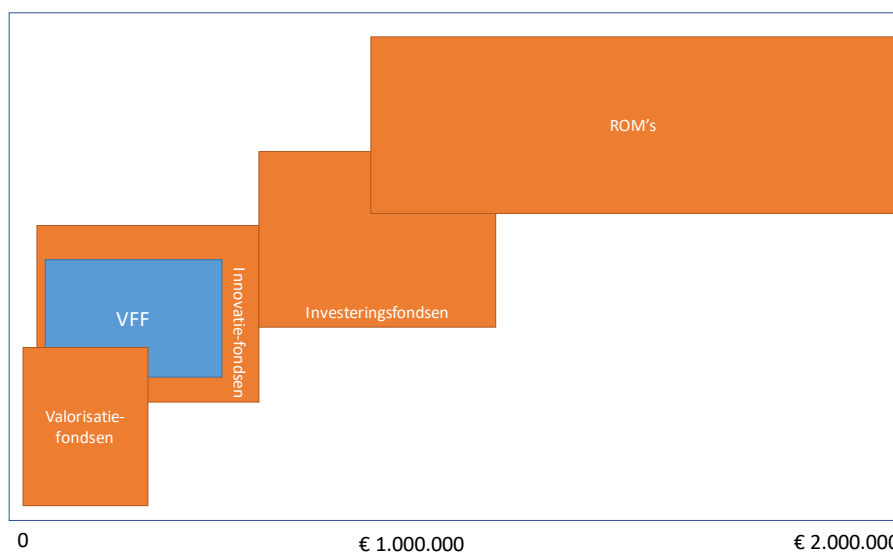 ROM's
Innovatie-fondsen
Investeringsfondsen
VFF
Valorisatie-
fondsen
0
€ 1.000.000
€ 2.000.000